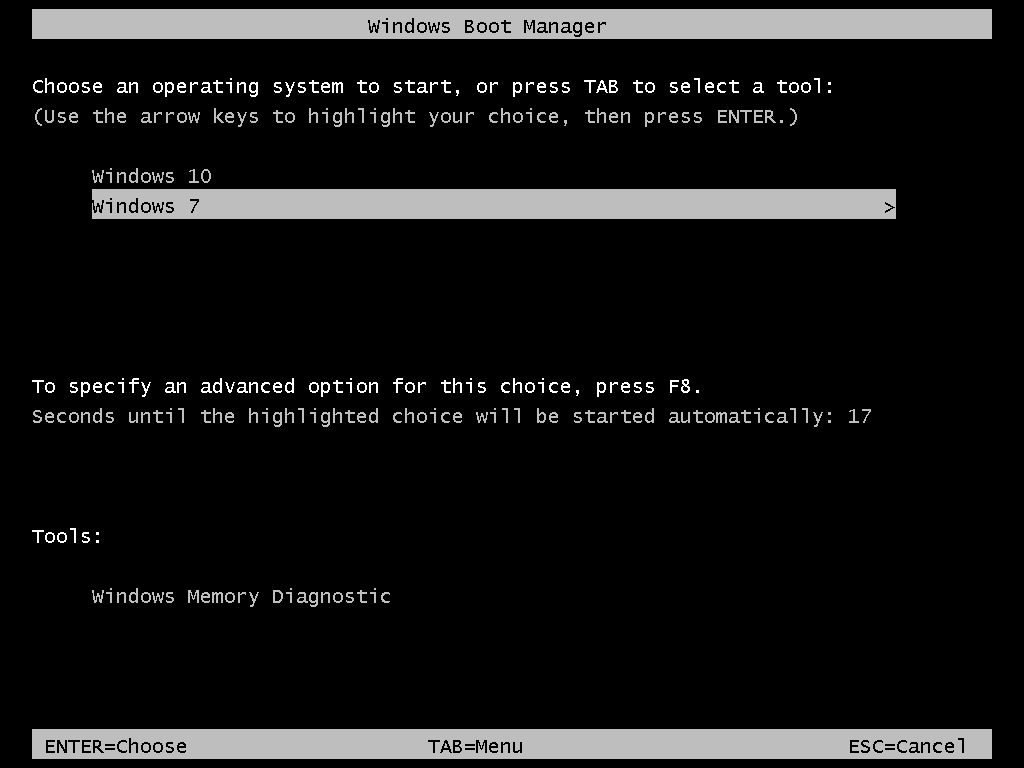 Windows Boot Manager
Choose an operating system to start, or press TAB to select a tool:
(Use the arrow keys to highlight your choice, then press ENTER.)
Windows 10
Windows 7 >
To specify an advanced option for this choice, press F8.
Seconds until the highlighted choice will be started automatically: 17
Tools:
Windows Memory Diagnostic
ENTER=Choose TAB=Menu ESC=Cancel